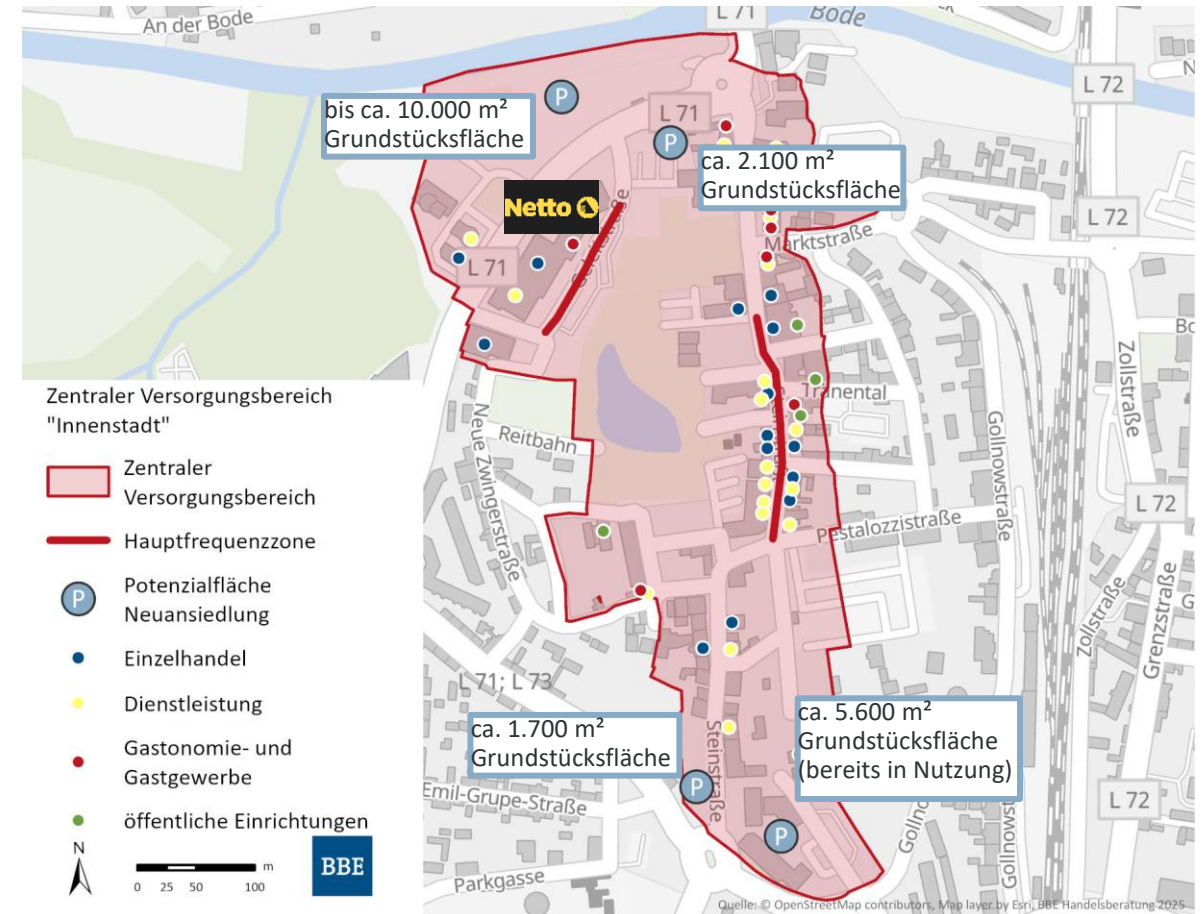 An der Bode
L 71
Bode
L 72
bis ca. 10.000 m²
Grundstücksfläche
L 71
ca. 2.100 m²
Grundstücksfläche
Netto
L 72
Marktstraße
L 71
Zentraler Versorgungsbereich
"Innenstadt"
Zentraler
Versorgungsbereich
Hauptfrequenzzone
P
Potenzialfläche
Neuansiedlung
Einzelhandel
Dienstleistung
Gastonomie- und
Gastgewerbe
öffentliche Einrichtungen
N
m
0 25 50 100
BBE
P
P
Tränental
Zollstraße
Reitbahn
Neue Zwingerstraße
Gollnowstraße
L 72
Pestalozzistraße
Zollstraße
Grenzstraße
L 71; L 73
ca. 1.700 m²
Grundstücksfläche
ca. 5.600 m²
Grundstücksfläche
(bereits in Nutzung)
Steinstraße
P
P
Emil-Grupe-Straße
L 72
Gollnowstraße
Parkgasse
Quelle: © OpenStreetMap contributors, Map layer by Esri, BBE Handelsberatung 2025